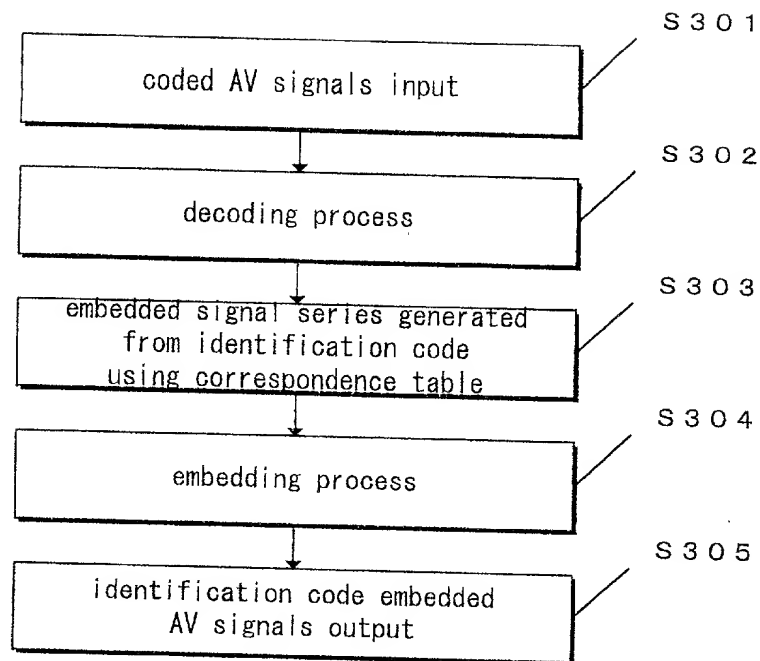 S301
coded AV signals input
S302
decoding process
S303
embedded signal series generated
from identification code
using correspondence table
S304
embedding process
S305
identification code embedded
AV signals output